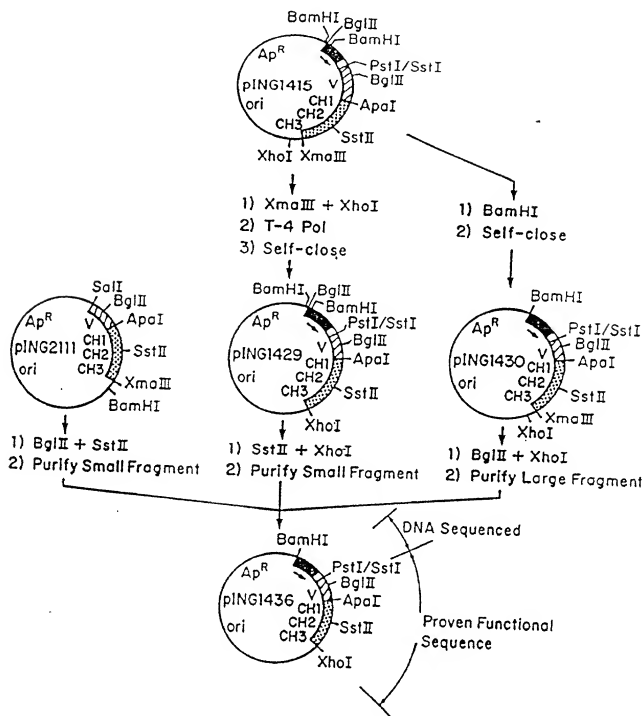 BamHI
BglII
BamHI
ApR
PstI/SstI
V
BglII
pING1415
ori
CH1
CH2
CH3
ApaI
SstII
XhoI XmaIII
1) XmaIII + XhoI
2) T-4 Pol
3) Self-close
1) BamHI
2) Self-close
SalI
BglII
ApR
ApaI
V
pING2111
ori
CH1
CH2
CH3
SstII
XmaIII
BamHI
1) BglII + SstII
2) Purify Small Fragment
BamHI
BglII
BamHI
ApR
PstI/SstI
V
BglII
pING1429
ori
CH1
CH2
CH3
ApaI
SstII
XhoI
1) SstII + XhoI
2) Purify Small Fragment
BamHI
ApR
PstI/SstI
V
BglII
pING1430
ori
CH1
CH2
CH3
ApaI
SstII
XmaIII
XhoI
1) BglII + XhoI
2) Purify Large Fragment
BamHI
DNA Sequenced
ApR
PstI/SstI
V
BglII
pING1436
ori
CH1
CH2
CH3
ApaI
SstII
XhoI
Proven Functional
Sequence